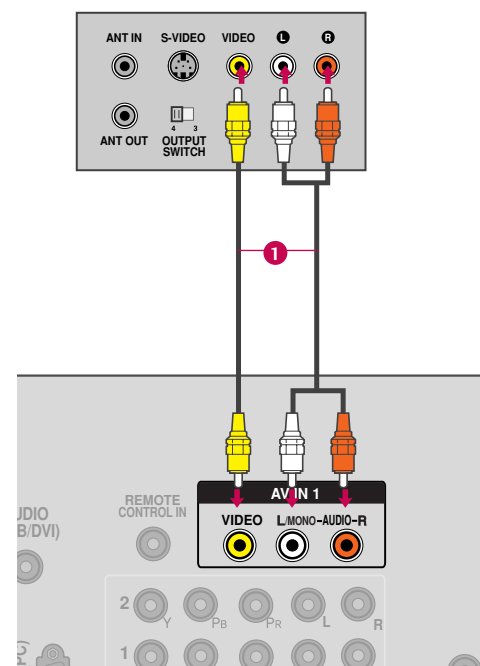 ANT IN S-VIDEO VIDEO L R
4 3
ANT OUT OUTPUT
SWITCH
1
AV IN 1
REMOTE
CONTROL IN
VIDEO L/MONO-AUDIO-R
UDIO
B/DVI)
2 Y PB PR L R
1
PC)